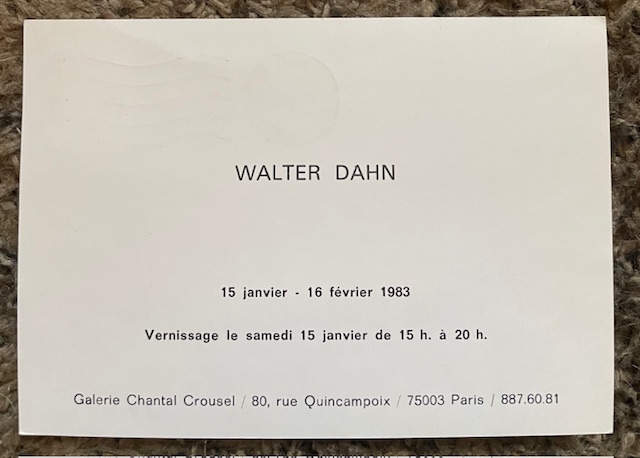 WALTER DAHN
15 janvier - 16 février 1983
Vernissage le samedi 15 janvier de 15 h. à 20 h.
Galerie Chantal Crousel / 80, rue Quincampoix / 75003 Paris / 887.60.81